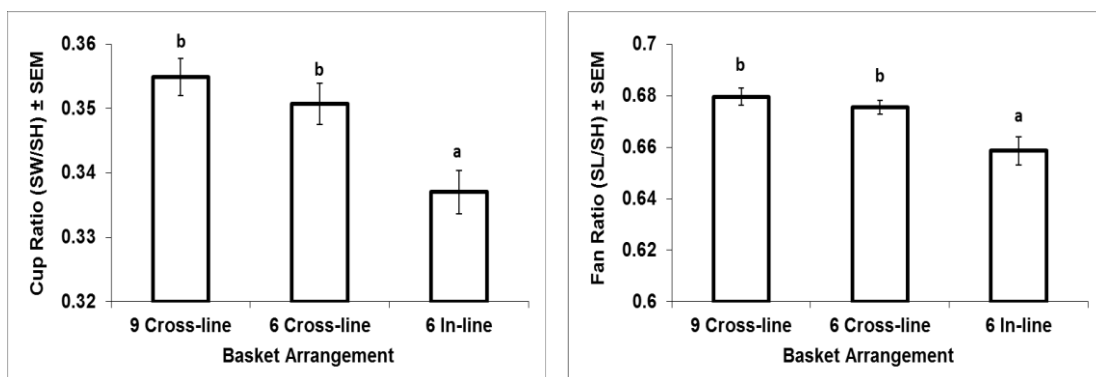 Cup Ratio (SW/SH) ± SEM
0.36
0.35
0.34
0.33
0.32
b
b
a
9 Cross-line 6 Cross-line 6 In-line
Basket Arrangement
Fan Ratio (SL/SH) ± SEM
0.7
0.68
0.66
0.64
0.62
0.6
b
b
a
9 Cross-line 6 Cross-line 6 In-line
Basket Arrangement